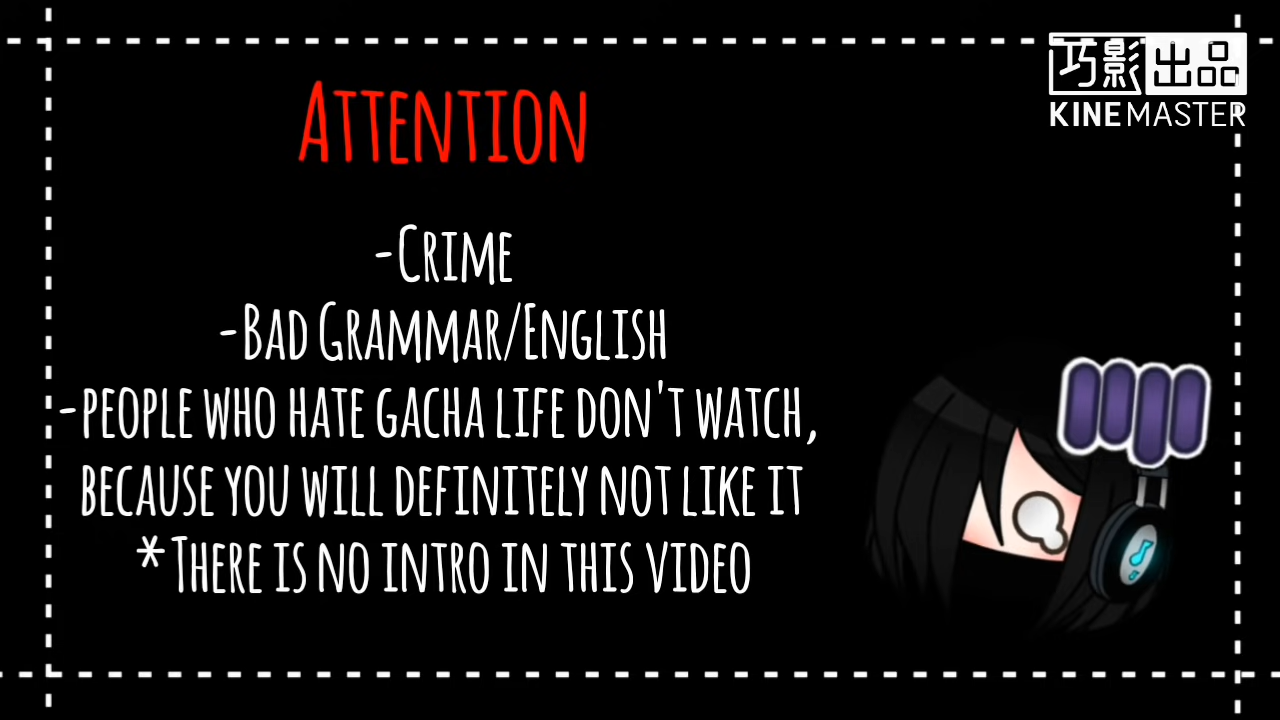 巧影出品
KINEMASTER
ATTENTION
-CRIME
-BAD GRAMMAR/ENGLISH
-PEOPLE WHO HATE GACHA LIFE DON'T WATCH,
BECAUSE YOU WILL DEFINITELY NOT LIKE IT
* THERE IS NO INTRO IN THIS VIDEO